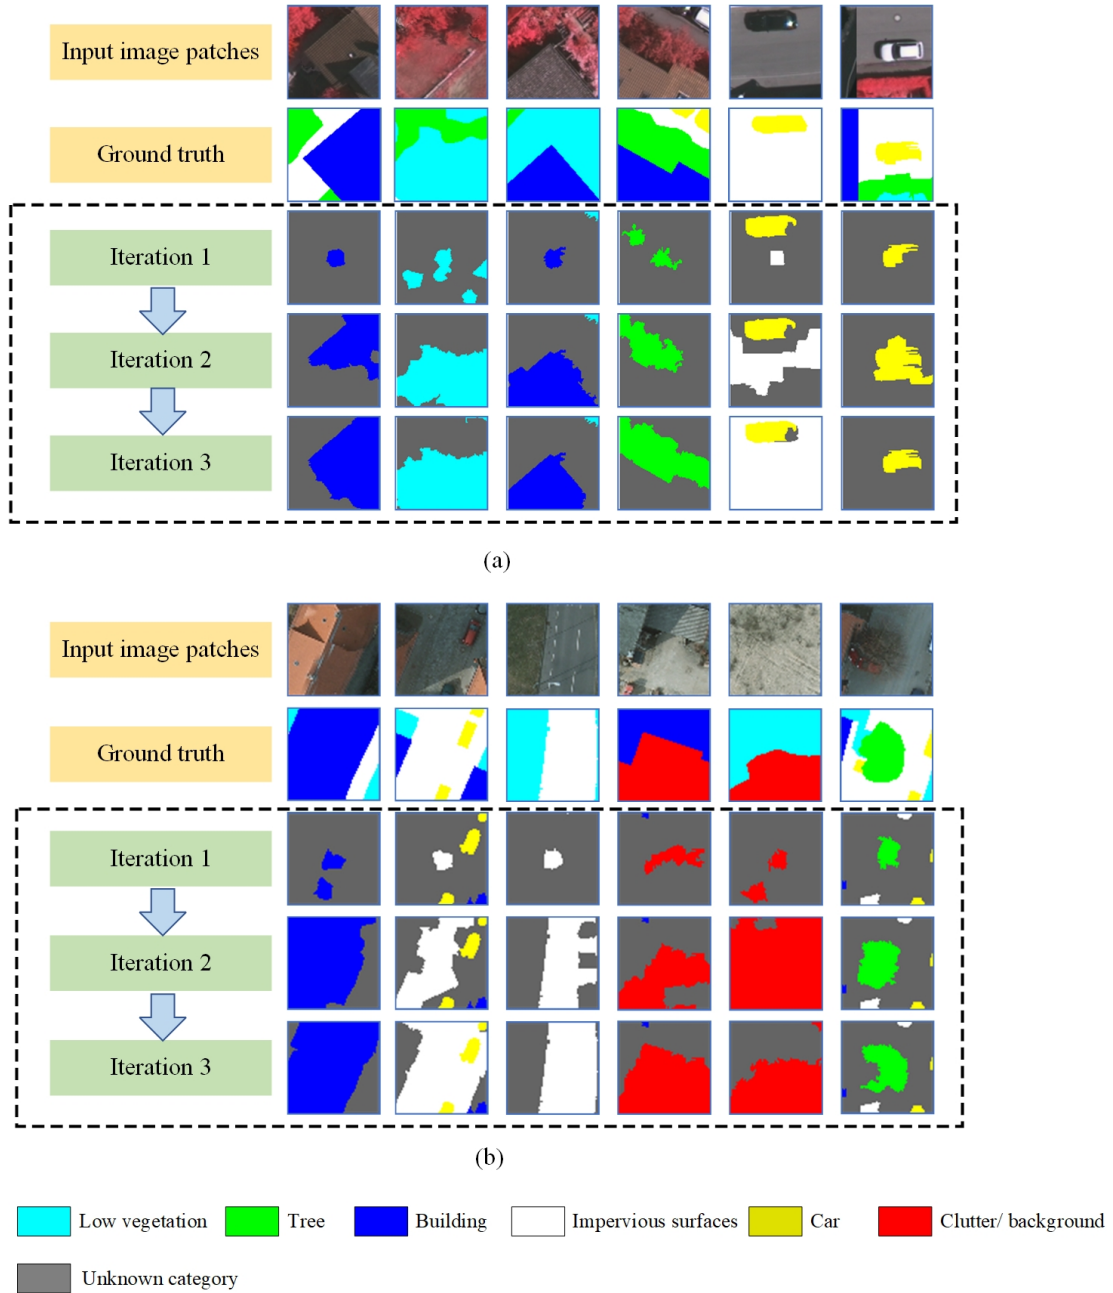 Input image patches
Ground truth
Iteration 1
Iteration 2
Iteration 3
(a)
Input image patches
Ground truth
Iteration 1
Iteration 2
Iteration 3
(b)
Low vegetation
Tree
Building
Impervious surfaces
Car
Clutter/ background
Unknown category